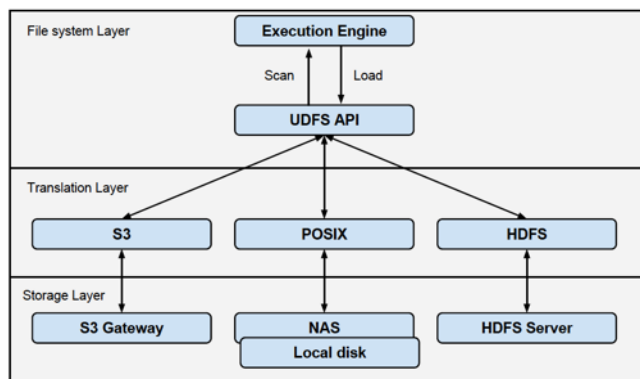 File system Layer
Execution Engine
Scan
Load
UDFS API
Translation Layer
S3
POSIX
HDFS
Storage Layer
S3 Gateway
NAS
HDFS Server
Local disk